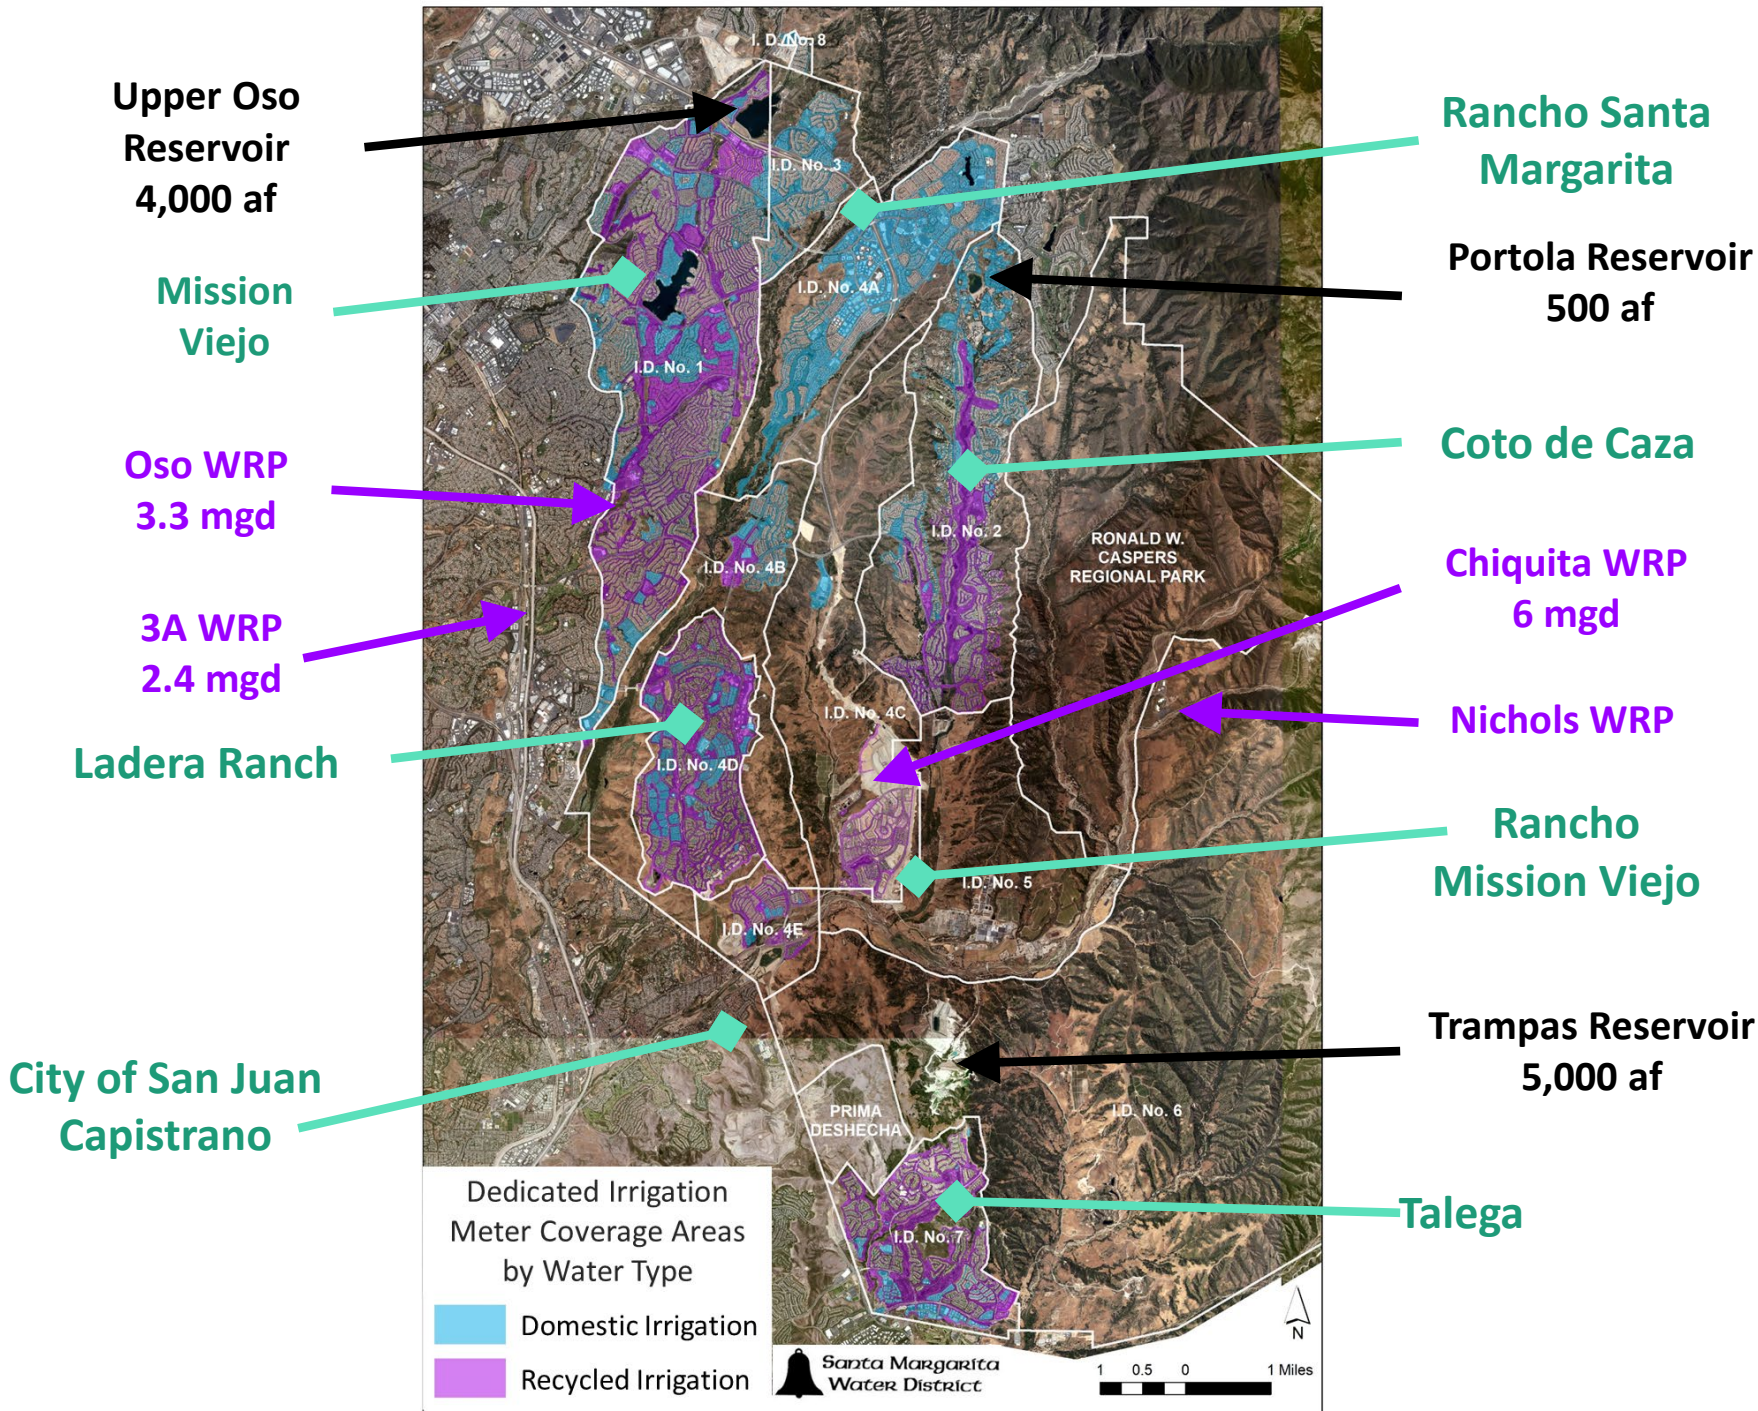 Upper Oso
Reservoir
4,000 af
Mission
Viejo
Oso WRP
3.3 mgd
3A WRP
2.4 mgd
Ladera Ranch
City of San Juan
Capistrano
I. D. No. 8
I.D. No. 3
I.D. No. 4A
I.D. No. 1
I.D. No. 2
I.D. No. 4B
RONALD W.
CASPERS
REGIONAL PARK
I.D. No. 4C
I.D. No. 4D
I.D. No. 5
I.D. No. 4E
PRIMA
DESHECHA
I.D. No. 6
I.D. No. 7
Rancho Santa
Margarita
Portola Reservoir
500 af
Coto de Caza
Chiquita WRP
6 mgd
Nichols WRP
Rancho
Mission Viejo
Trampas Reservoir
5,000 af
Talega
Dedicated Irrigation
Meter Coverage Areas
by Water Type
Domestic Irrigation
Recycled Irrigation
Santa Margarita
Water District
N
1 0.5 0 1 Miles